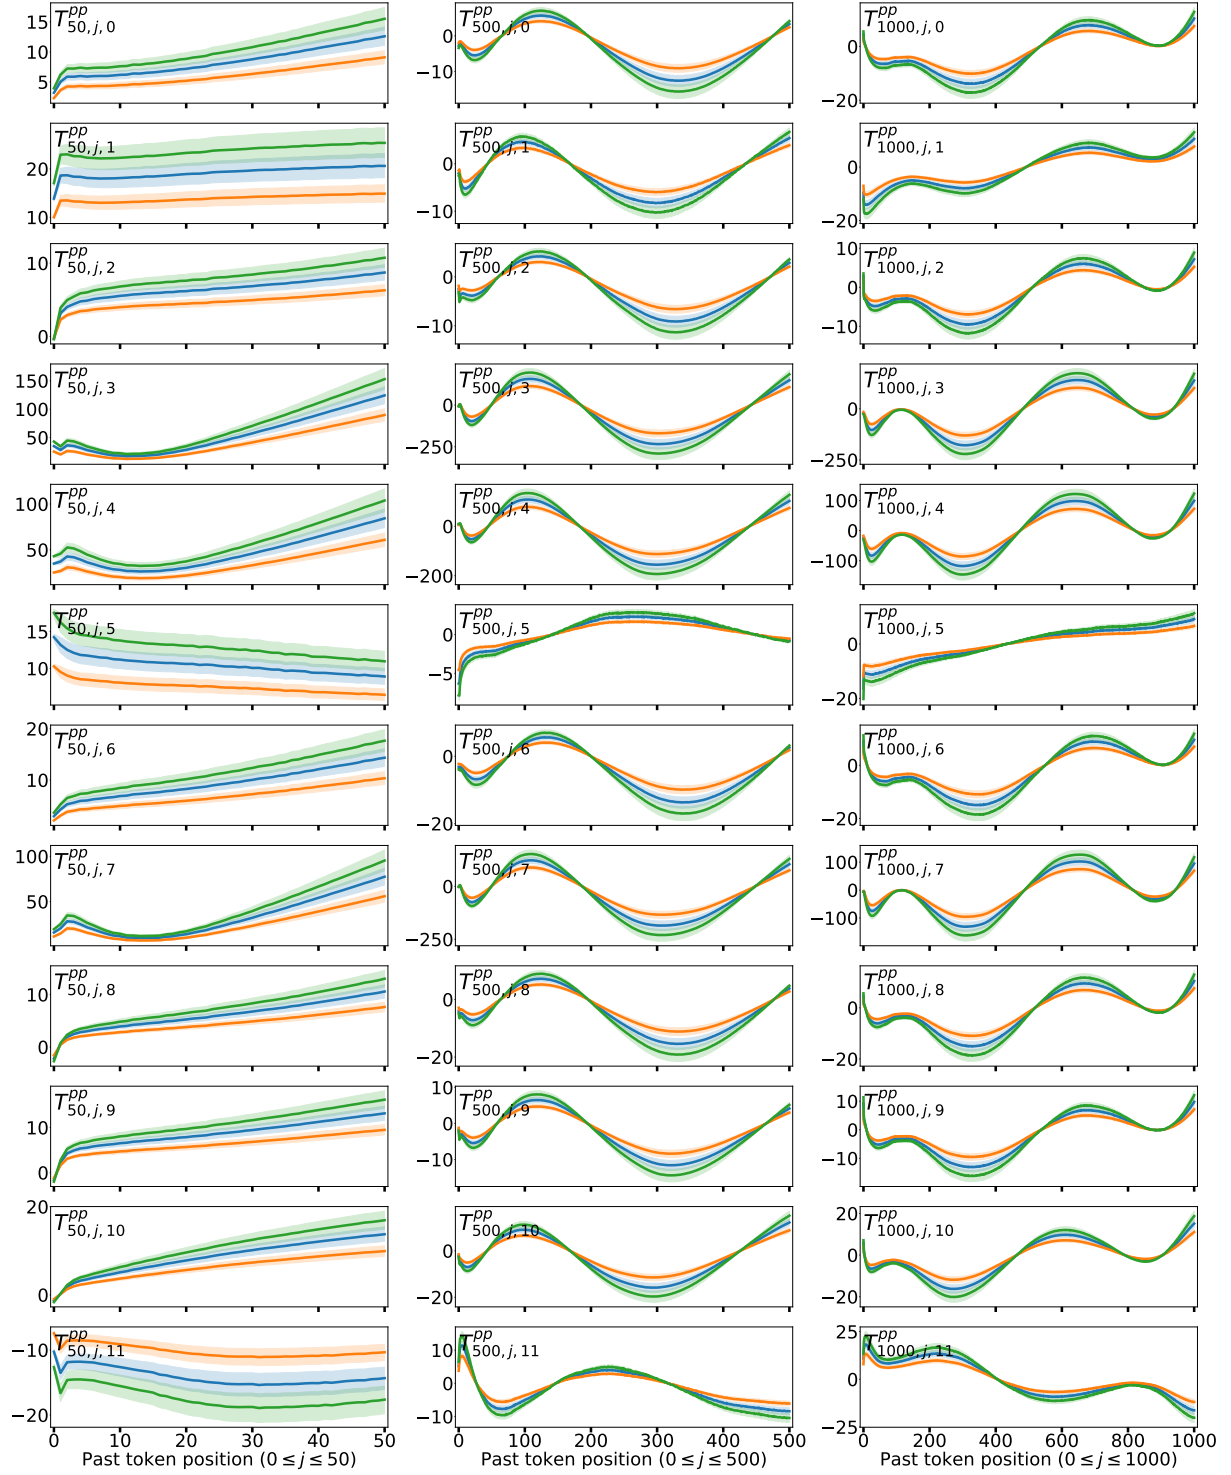 T^{pp}_{50,j,0} T^{pp}_{500,j,0} T^{pp}_{1000,j,0}
15 10 5
0 −10
0 −20
T^{pp}_{50,j,1} T^{pp}_{500,j,1} T^{pp}_{1000,j,1}
20 10
0 −10
0 −20
T^{pp}_{50,j,2} T^{pp}_{500,j,2} T^{pp}_{1000,j,2}
10 0
0 −10
10 0 −10
T^{pp}_{50,j,3} T^{pp}_{500,j,3} T^{pp}_{1000,j,3}
150 100 50
0 −250
0 −250
T^{pp}_{50,j,4} T^{pp}_{500,j,4} T^{pp}_{1000,j,4}
100 50
0 −200
100 0 −100
T^{pp}_{50,j,5} T^{pp}_{500,j,5} T^{pp}_{1000,j,5}
15 10
0 −5
0 −20
T^{pp}_{50,j,6} T^{pp}_{500,j,6} T^{pp}_{1000,j,6}
20 10
0 −20
0 −20
T^{pp}_{50,j,7} T^{pp}_{500,j,7} T^{pp}_{1000,j,7}
100 50
0 −250
100 0 −100
T^{pp}_{50,j,8} T^{pp}_{500,j,8} T^{pp}_{1000,j,8}
10 0
0 −20
0 −20
T^{pp}_{50,j,9} T^{pp}_{500,j,9} T^{pp}_{1000,j,9}
10 0
10 0 −10
10 0 −10
T^{pp}_{50,j,10} T^{pp}_{500,j,10} T^{pp}_{1000,j,10}
20 0
0 −20
20 0 −20
T^{pp}_{50,j,11} T^{pp}_{500,j,11} T^{pp}_{1000,j,11}
−10 −20
10 0 −10
25 0 −25
0 10 20 30 40 50
0 100 200 300 400 500
0 200 400 600 800 1000
Past token position (0 ≤ j ≤ 50)
Past token position (0 ≤ j ≤ 500)
Past token position (0 ≤ j ≤ 1000)